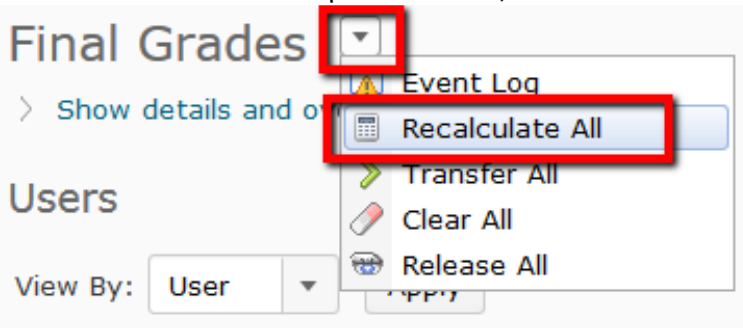 Final Grades
Event Log
Show details and
Recalculate All
Transfer All
Users
Clear All
Release All
View By: User
Apply